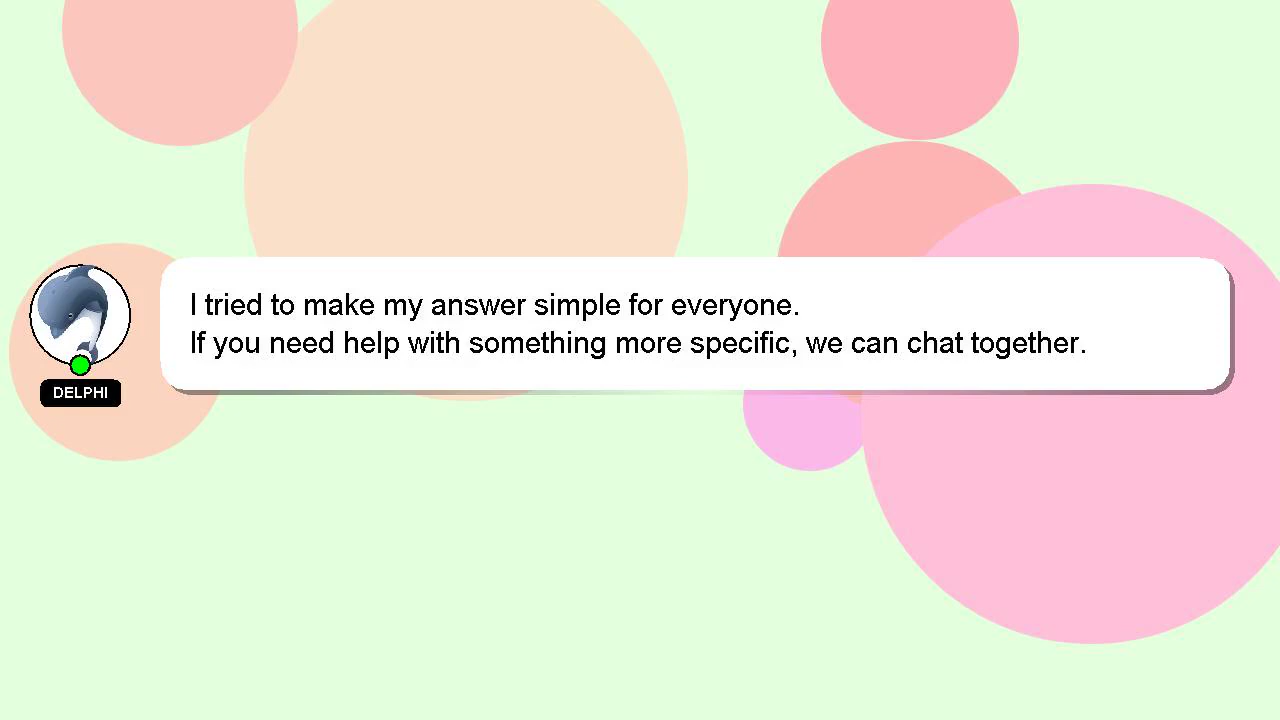 I tried to make my answer simple for everyone.
If you need help with something more specific, we can chat together.
DELPHI